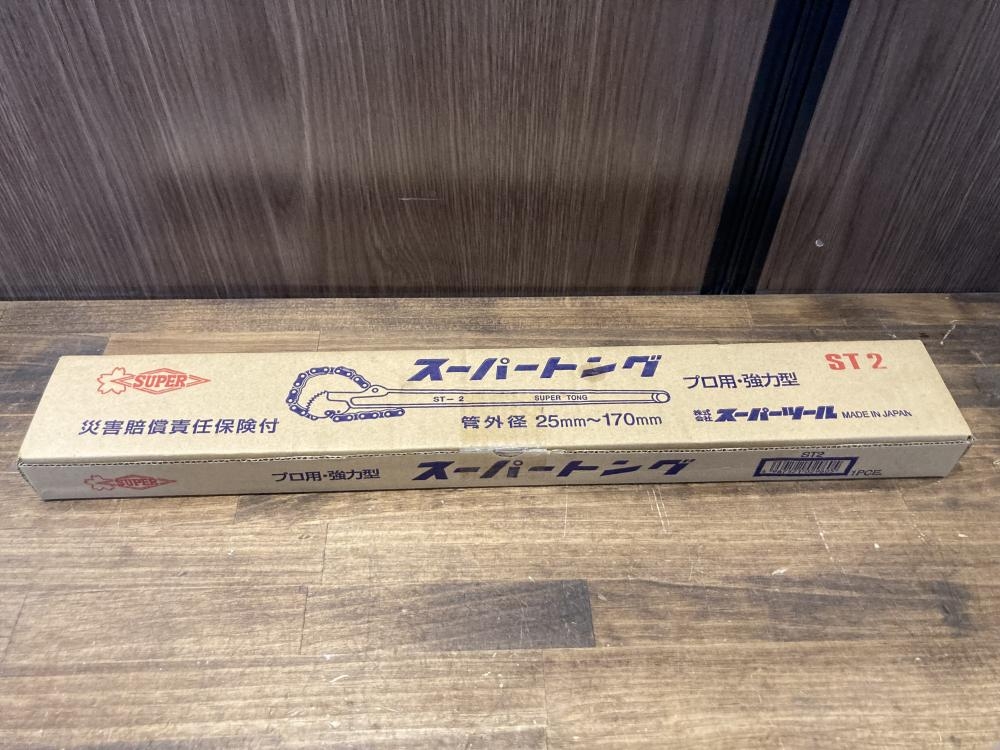 スーパートング
ST2
SUPER
プロ用・強力型
ST-2 SUPER TONG
災害賠償責任保険付
管外径 25mm〜170mm
株式会社 スーパーツール MADE IN JAPAN
SUPER
プロ用・強力型
スーパートング
ST2
1PCE.